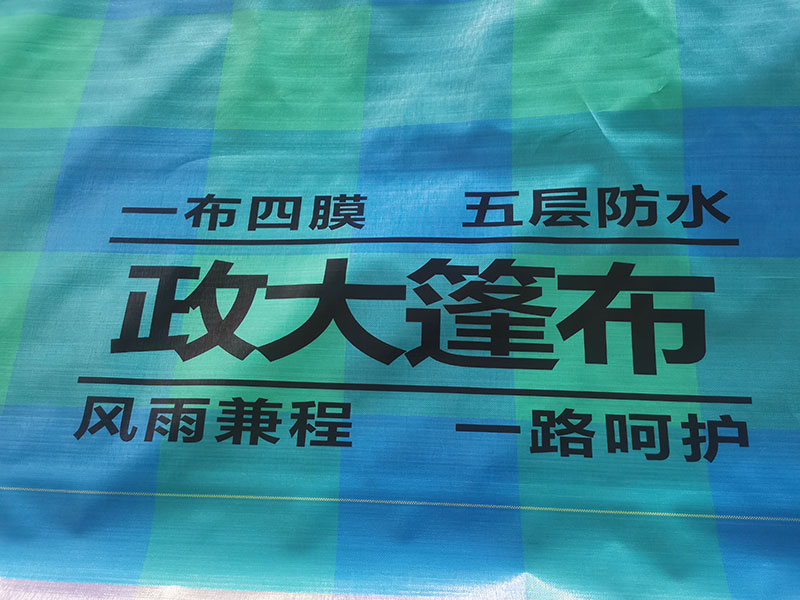 一布四膜 五层防水
政大篷布
风雨兼程 一路呵护